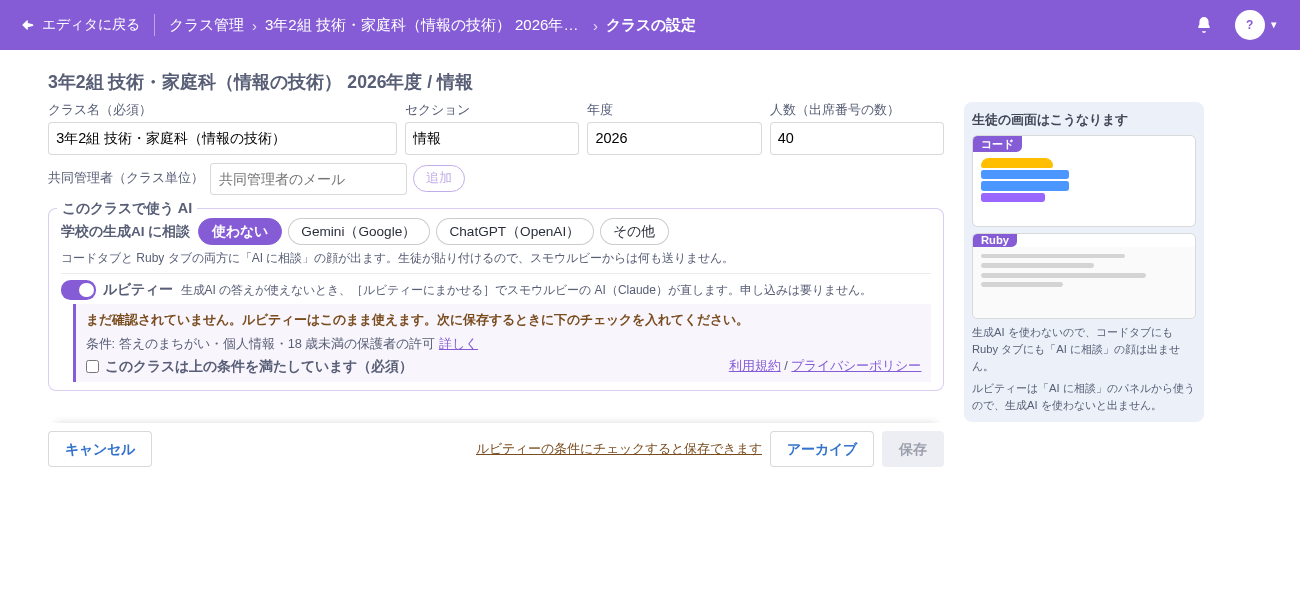 エディタに戻る
クラス管理 › 3年2組 技術・家庭科（情報の技術） 2026年… › クラスの設定
?
3年2組 技術・家庭科（情報の技術） 2026年度 / 情報
クラス名（必須） セクション 年度 人数（出席番号の数）
3年2組 技術・家庭科（情報の技術） 情報 2026 40
共同管理者（クラス単位） 共同管理者のメール 追加
このクラスで使う AI
学校の生成AI に相談 使わない Gemini（Google） ChatGPT（OpenAI） その他
コードタブと Ruby タブの両方に「AI に相談」の顔が出ます。生徒が貼り付けるので、スモウルビーからは何も送りません。
ルビティー 生成AI の答えが使えないとき、［ルビティーにまかせる］でスモウルビーの AI（Claude）が直します。申し込みは要りません。
まだ確認されていません。ルビティーはこのまま使えます。次に保存するときに下のチェックを入れてください。
条件: 答えのまちがい・個人情報・18 歳未満の保護者の許可 詳しく
このクラスは上の条件を満たしています（必須） 利用規約 / プライバシーポリシー
キャンセル ルビティーの条件にチェックすると保存できます アーカイブ 保存
生徒の画面はこうなります
コード
Ruby
生成AI を使わないので、コードタブにも
Ruby タブにも「AI に相談」の顔は出ませ
ん。
ルビティーは「AI に相談」のパネルから使う
ので、生成AI を使わないと出ません。